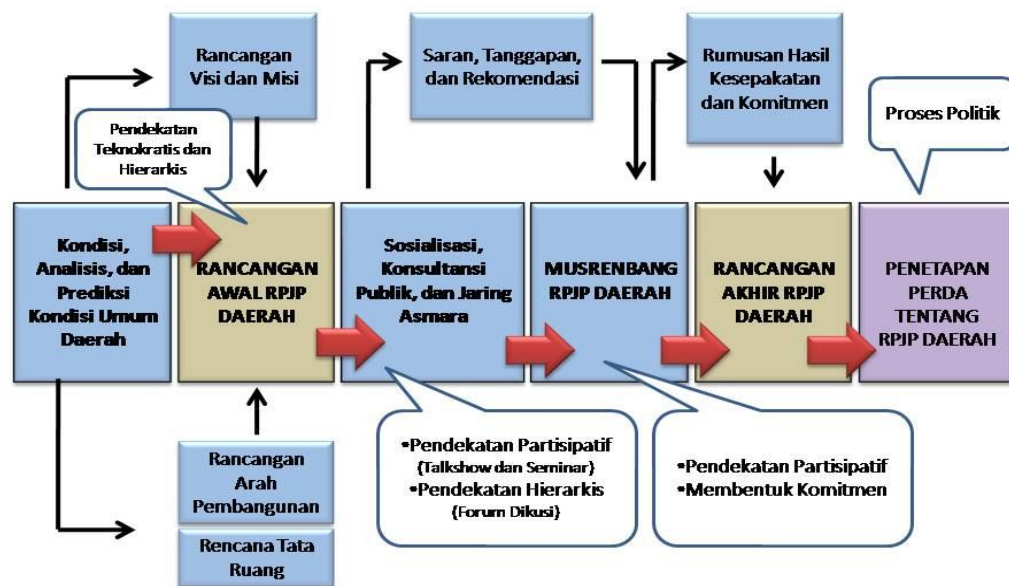 Rancangan
Visi dan Misi
Saran, Tanggapan,
dan Rekomendasi
Rumusan Hasil
Kesepakatan
dan Komitmen
Proses Politik
Pendekatan
Teknokratis dan
Hierarkis
Kondisi,
Analisis, dan
Prediksi
Kondisi Umum
Daerah
RANCANGAN
AWAL RPJP
DAERAH
Sosialisasi,
Konsultansi
Publik, dan Jaring
Asmara
MUSRENBANG
RPJP DAERAH
RANCANGAN
AKHIR RPJP
DAERAH
PENETAPAN
PERDA
TENTANG
RPJP DAERAH
•Pendekatan Partisipatif
(Talkshow dan Seminar)
•Pendekatan Hierarkis
(Forum Dikusi)
•Pendekatan Partisipatif
•Membentuk Komitmen
Rancangan
Arah
Pembangunan
Rencana Tata
Ruang